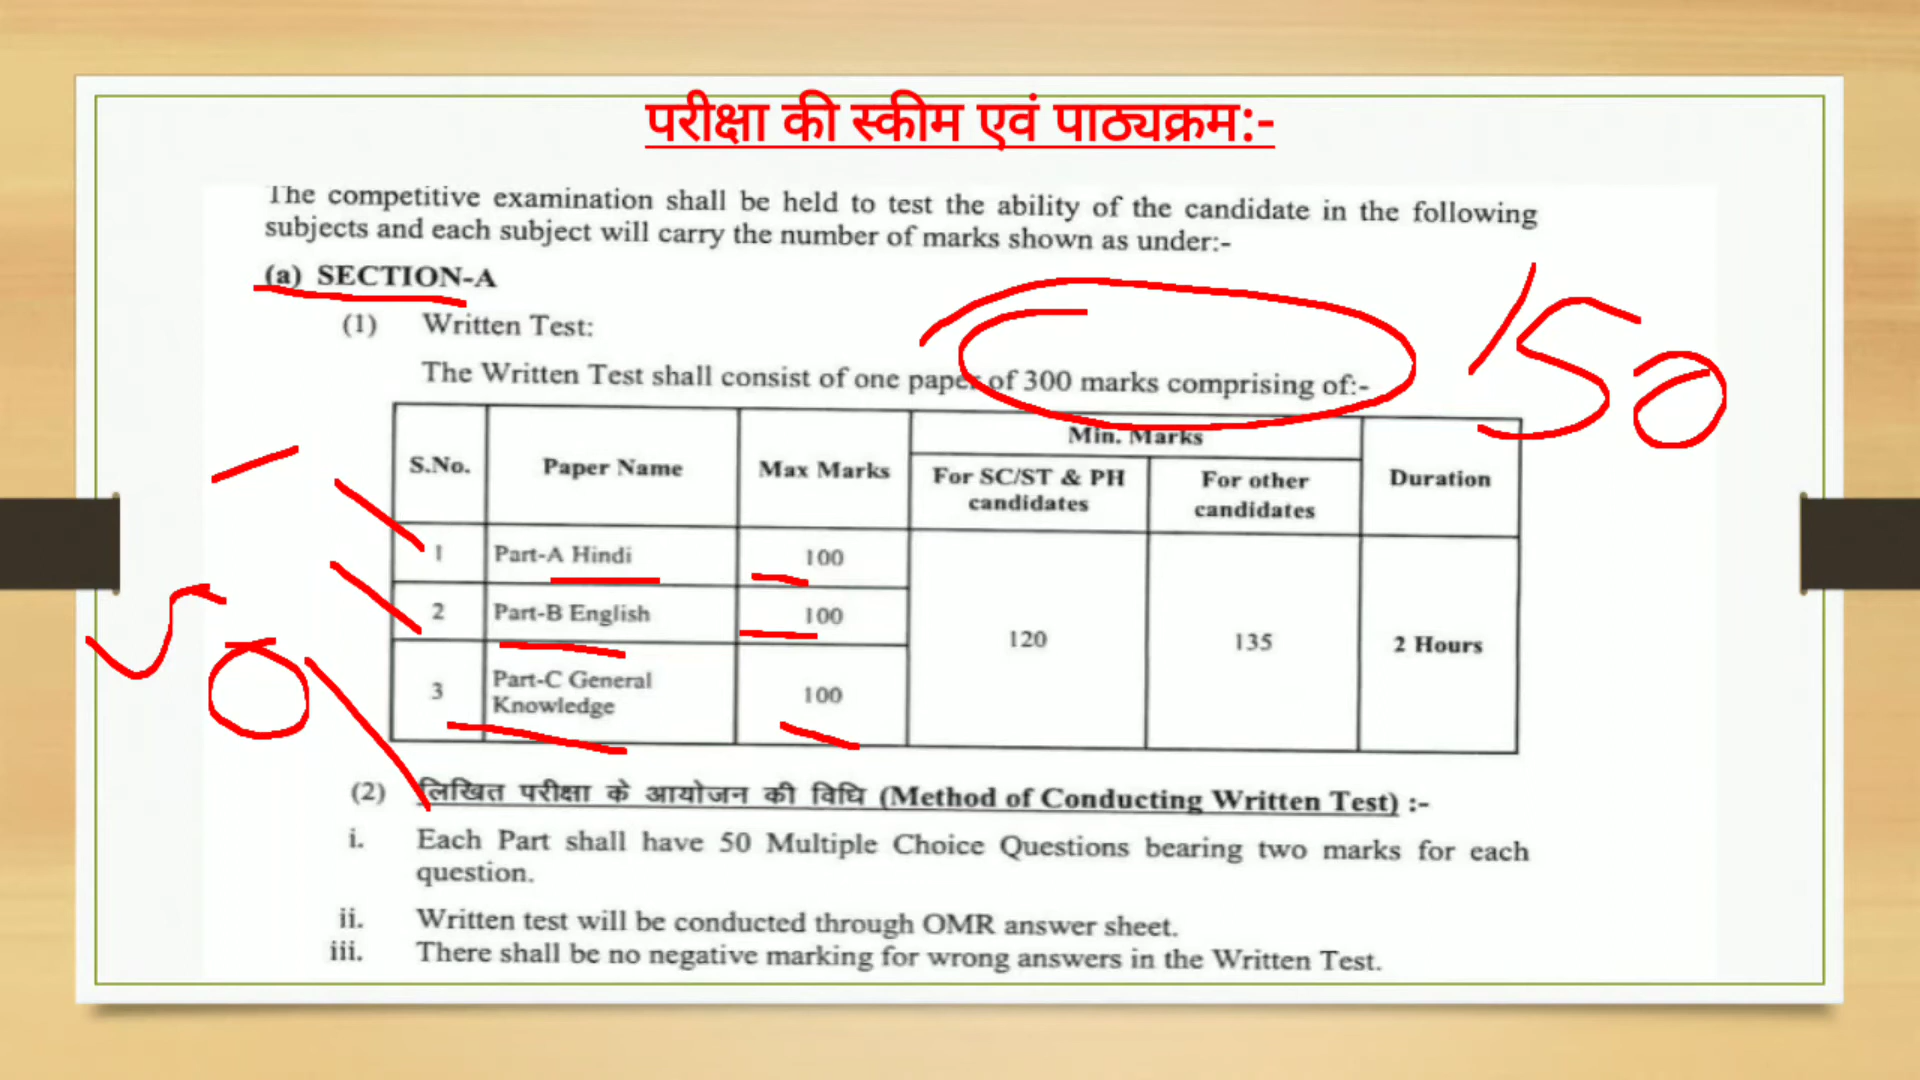 परीक्षा की स्कीम एवं पाठ्यक्रम:-
The competitive examination shall be held to test the ability of the candidate in the following
subjects and each subject will carry the number of marks shown as under:-
(a) SECTION-A
150
(1) Written Test:
The Written Test shall consist of one paper of 300 marks comprising of:-
S.No. Paper Name Max Marks Min. Marks Duration
For SC/ST & PH candidates For other candidates
1 Part-A Hindi 100
2 Part-B English 100
120 135 2 Hours
3 Part-C General Knowledge 100
50
(2) लिखित परीक्षा के आयोजन की विधि (Method of Conducting Written Test) :-
i. Each Part shall have 50 Multiple Choice Questions bearing two marks for each
question.
ii. Written test will be conducted through OMR answer sheet.
iii. There shall be no negative marking for wrong answers in the Written Test.